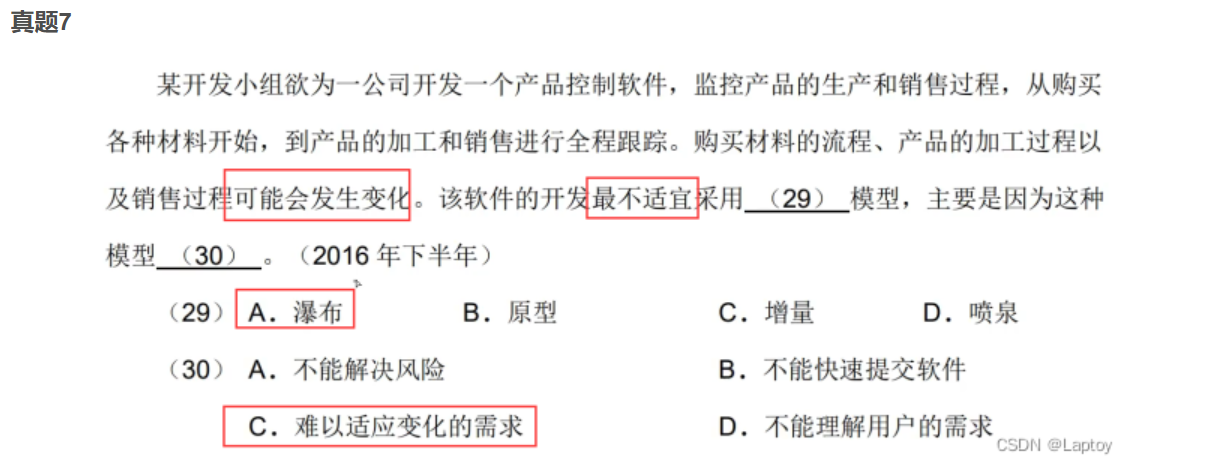 真题7
某开发小组欲为一公司开发一个产品控制软件，监控产品的生产和销售过程，从购买
各种材料开始，到产品的加工和销售进行全程跟踪。购买材料的流程、产品的加工过程以
及销售过程可能会发生变化。该软件的开发最不适宜采用（29）模型，主要是因为这种
模型（30）。（2016 年下半年）
（29） A．瀑布 B．原型 C．增量 D．喷泉
（30） A．不能解决风险 B．不能快速提交软件
C．难以适应变化的需求 D．不能理解用户的需求
CSDN @Laptoy